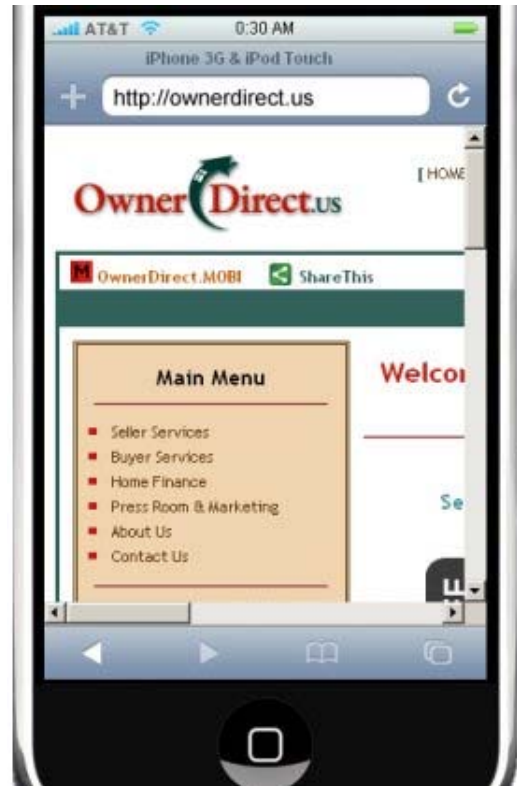 AT&T 0:30 AM
iPhone 3G & iPod Touch
http://ownerdirect.us
[ HOME
OwnerDirect.us
M OwnerDirect.MOBI ShareThis
Main Menu
Welco
Seller Services
Buyer Services
Home Finance
Press Room & Marketing
About Us
Contact Us
Se